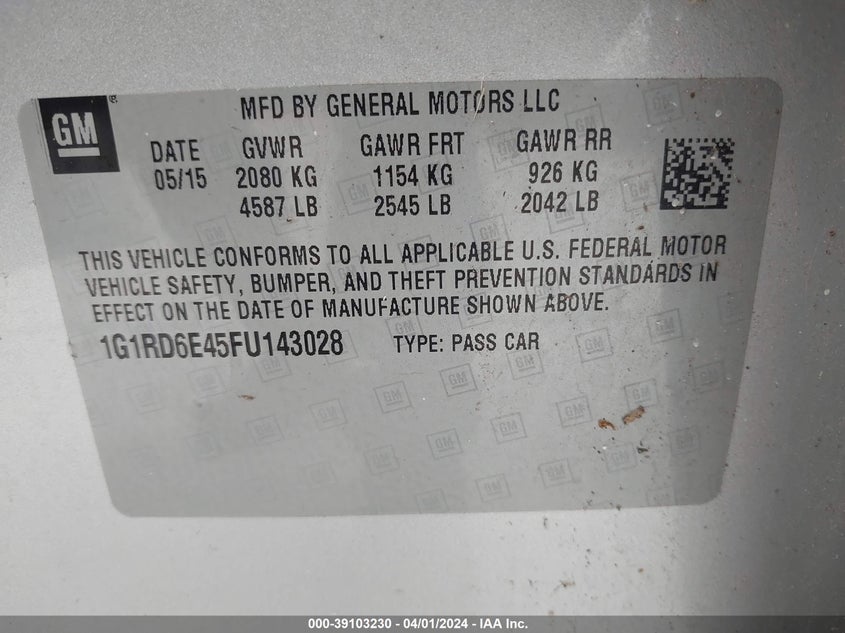 GM
MFD BY GENERAL MOTORS LLC
DATE GVWR GAWR FRT GAWR RR
05/15 2080 KG 1154 KG 926 KG
4587 LB 2545 LB 2042 LB
THIS VEHICLE CONFORMS TO ALL APPLICABLE U.S. FEDERAL MOTOR
VEHICLE SAFETY, BUMPER, AND THEFT PREVENTION STANDARDS IN
EFFECT ON THE DATE OF MANUFACTURE SHOWN ABOVE.
1G1RD6E45FU143028 TYPE: PASS CAR
000-39103230 - 04/01/2024 - IAA Inc.